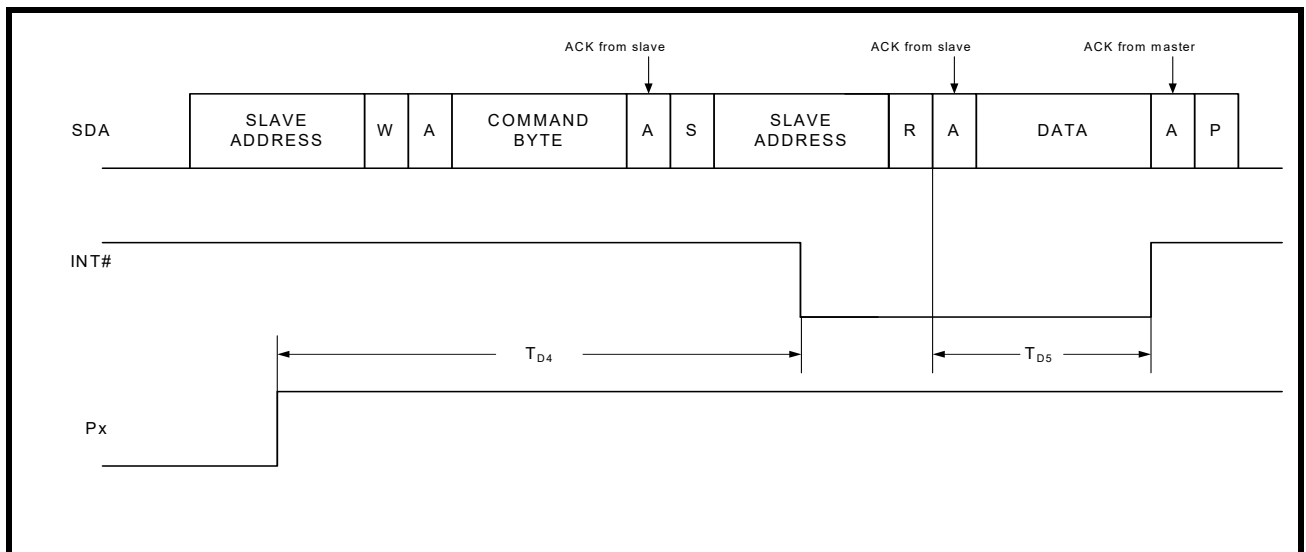 ACK from slave
ACK from slave
ACK from master
SDA
SLAVE
ADDRESS
W
A
COMMAND
BYTE
A
S
SLAVE
ADDRESS
R
A
DATA
A
P
INT#
TD4
TD5
Px